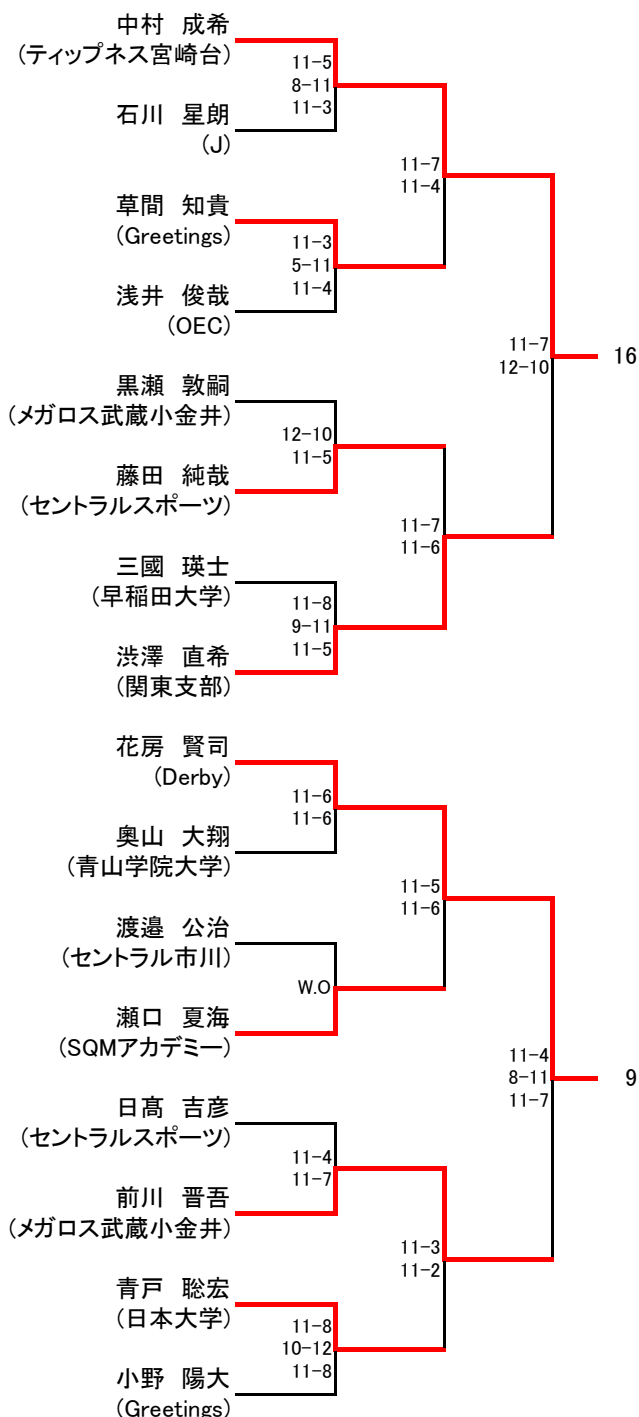 中村 成希
(ティップネス宮崎台)
11-5
8-11
11-3
石川 星朗
(J)
11-7
11-4
草間 知貴
(Greetings)
11-3
5-11
11-4
浅井 俊哉
(OEC)
11-7
12-10
16
黒瀬 敦嗣
(メガロス武蔵小金井)
12-10
11-5
藤田 純哉
(セントラルスポーツ)
11-7
11-6
三國 瑛士
(早稲田大学)
11-8
9-11
11-5
渋澤 直希
(関東支部)
花房 賢司
(Derby)
11-6
11-6
奥山 大翔
(青山学院大学)
11-5
11-6
渡邉 公治
(セントラル市川)
W.O
瀬口 夏海
(SQMアカデミー)
11-4
8-11
11-7
9
日髙 吉彦
(セントラルスポーツ)
11-4
11-7
前川 晋吾
(メガロス武蔵小金井)
11-3
11-2
青戸 聡宏
(日本大学)
11-8
10-12
11-8
小野 陽大
(Greetings)